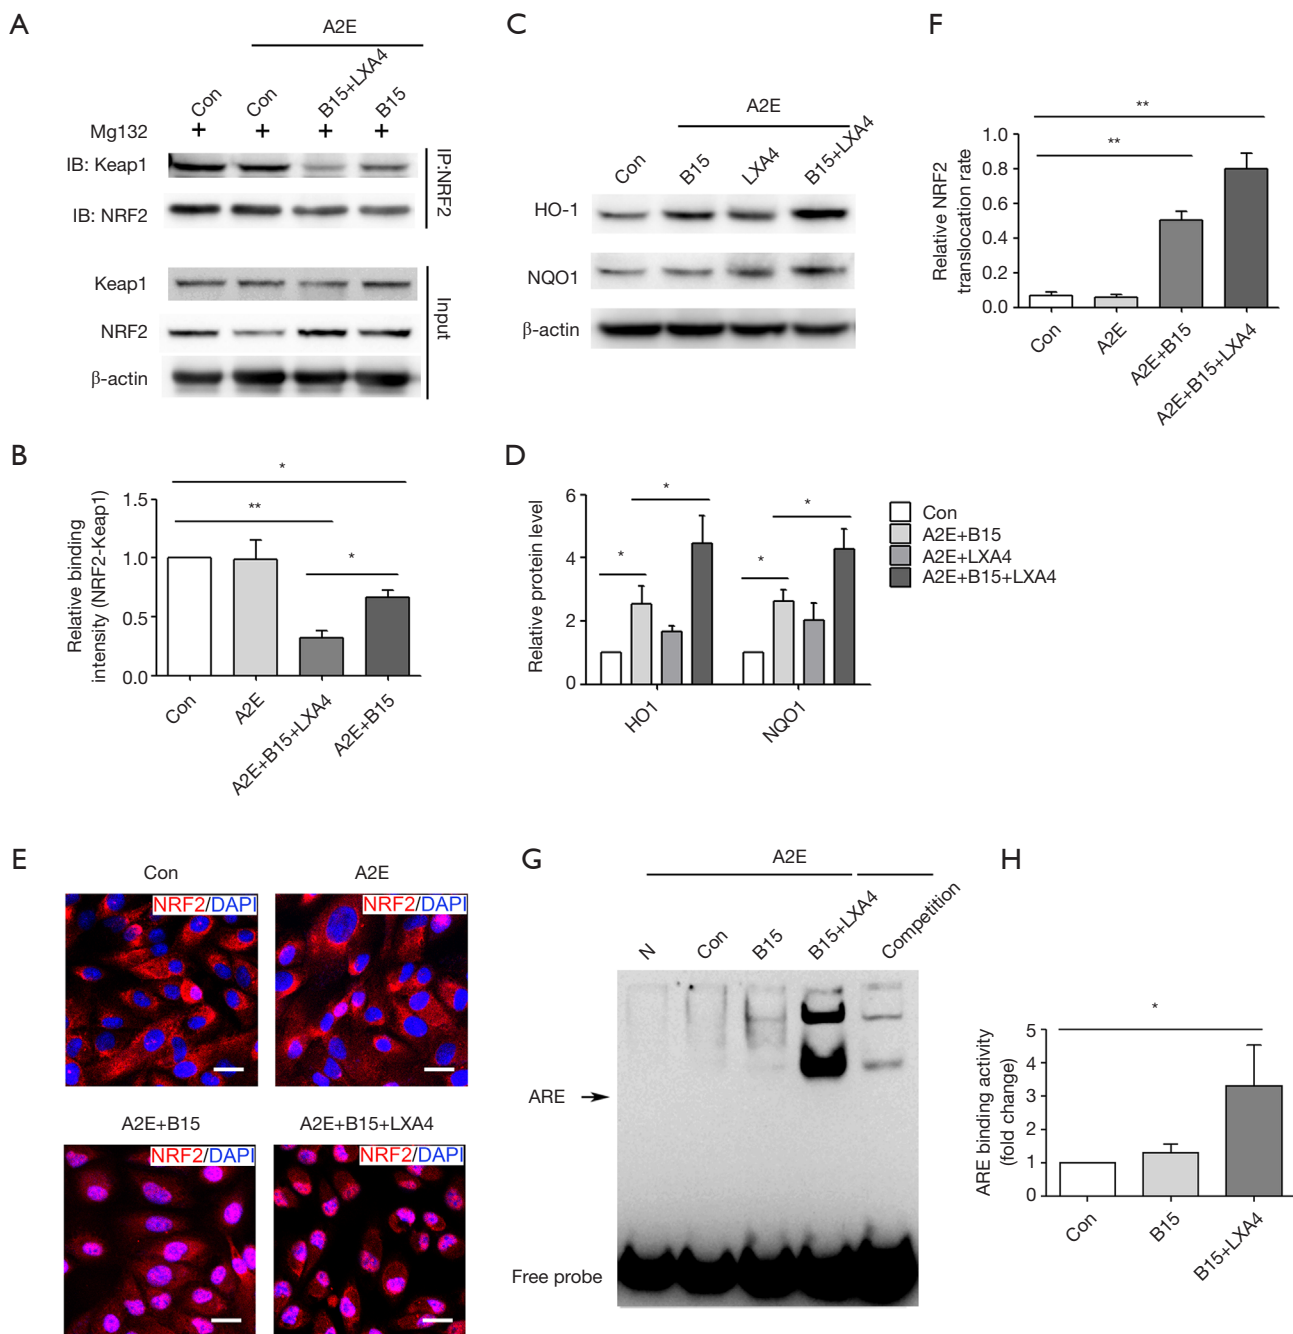 A
A2E
Con
Con
B15+LXA4
B15
Mg132
+
+
+
+
IB: Keap1
IB: NRF2
IP:NRF2
Keap1
NRF2
β-actin
Input
B
Relative binding
intensity (NRF2-Keap1)
1.5
1.0
0.5
0.0
*
**
*
Con
A2E
A2E+B15+LXA4
A2E+B15
C
A2E
Con
B15
LXA4
B15+LXA4
HO-1
NQO1
β-actin
D
Relative protein level
6
4
2
0
*
*
*
*
HO1
NQO1
Con
A2E+B15
A2E+LXA4
A2E+B15+LXA4
E
Con
A2E
NRF2/DAPI
NRF2/DAPI
A2E+B15
A2E+B15+LXA4
NRF2/DAPI
NRF2/DAPI
F
Relative NRF2
translocation rate
1.0
0.8
0.6
0.4
0.2
0.0
**
**
Con
A2E
A2E+B15
A2E+B15+LXA4
G
A2E
N
Con
B15
B15+LXA4
Competition
ARE
Free probe
H
ARE binding activity
(fold change)
5
4
3
2
1
0
*
Con
B15
B15+LXA4